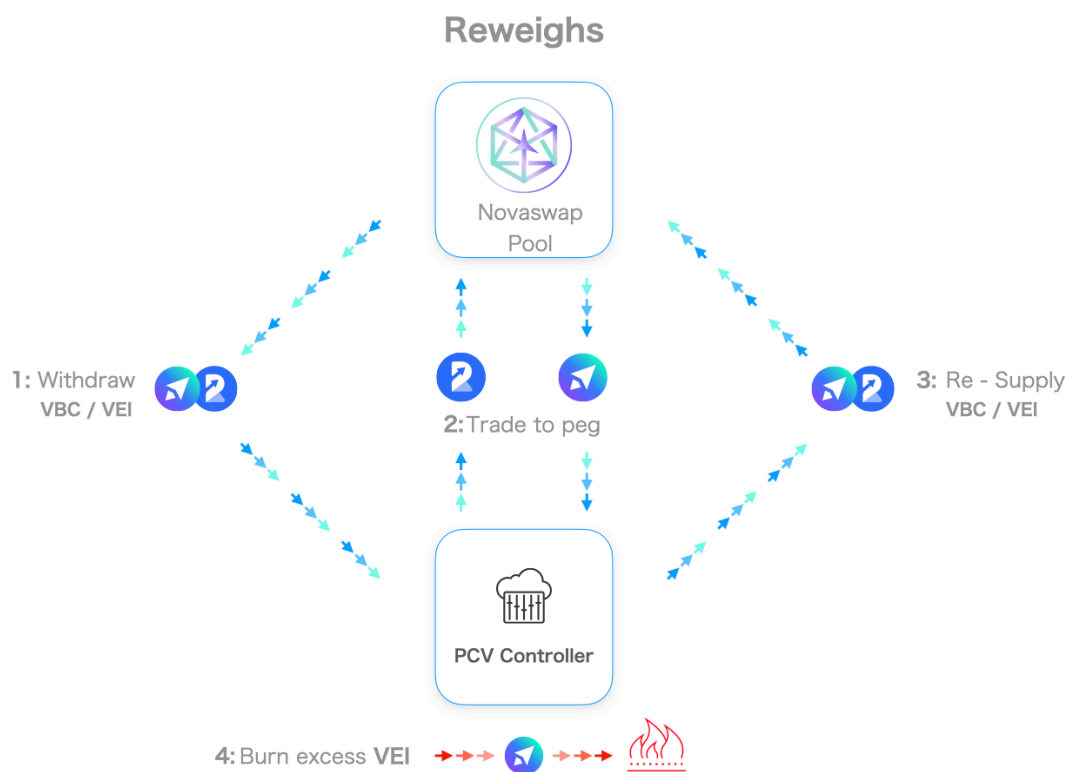 Reweighs
Novaswap
Pool
1: Withdraw
VBC / VEI
2:Trade to peg
3: Re - Supply
VBC / VEI
PCV Controller
4:Burn excess VEI